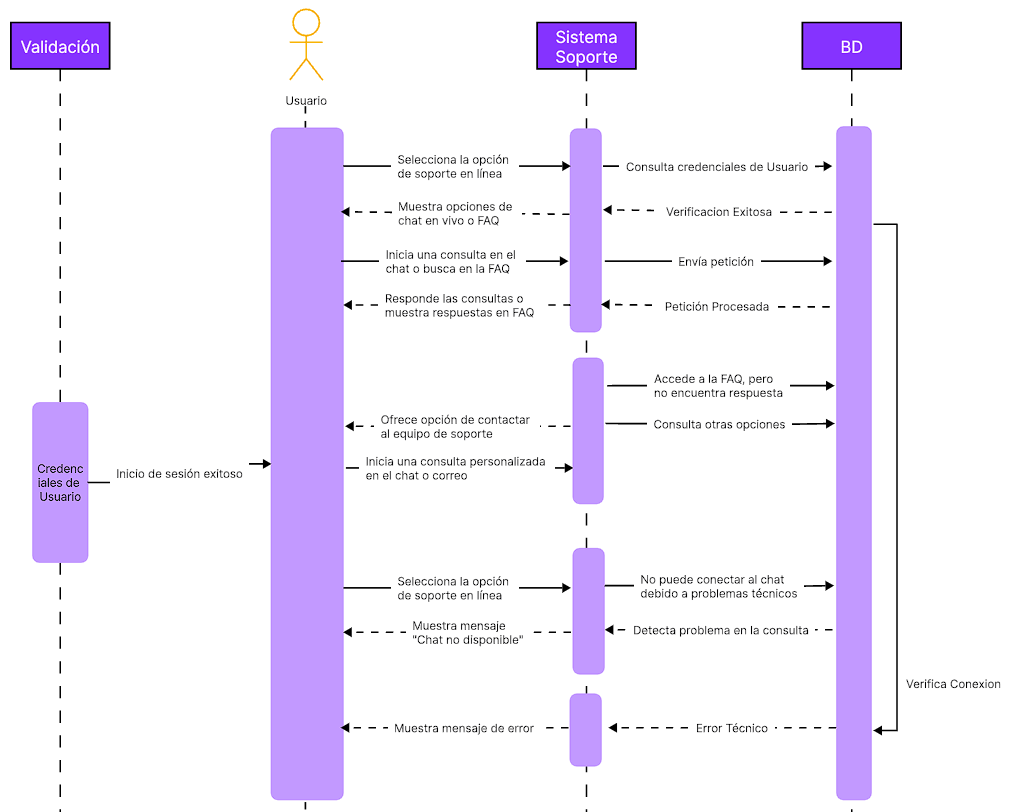 Validación
Usuario
Sistema
Soporte
BD
Selecciona la opción
de soporte en línea
Consulta credenciales de Usuario
Muestra opciones de
chat en vivo o FAQ
Verificacion Exitosa
Inicia una consulta en el
chat o busca en la FAQ
Envía petición
Responde las consultas o
muestra respuestas en FAQ
Petición Procesada
Accede a la FAQ, pero
no encuentra respuesta
Ofrece opción de contactar
al equipo de soporte
Consulta otras opciones
Credenc
iales de
Usuario
Inicio de sesión exitoso
Inicia una consulta personalizada
en el chat o correo
Selecciona la opción
de soporte en línea
No puede conectar al chat
debido a problemas técnicos
Muestra mensaje
"Chat no disponible"
Detecta problema en la consulta
Verifica Conexion
Muestra mensaje de error
Error Técnico